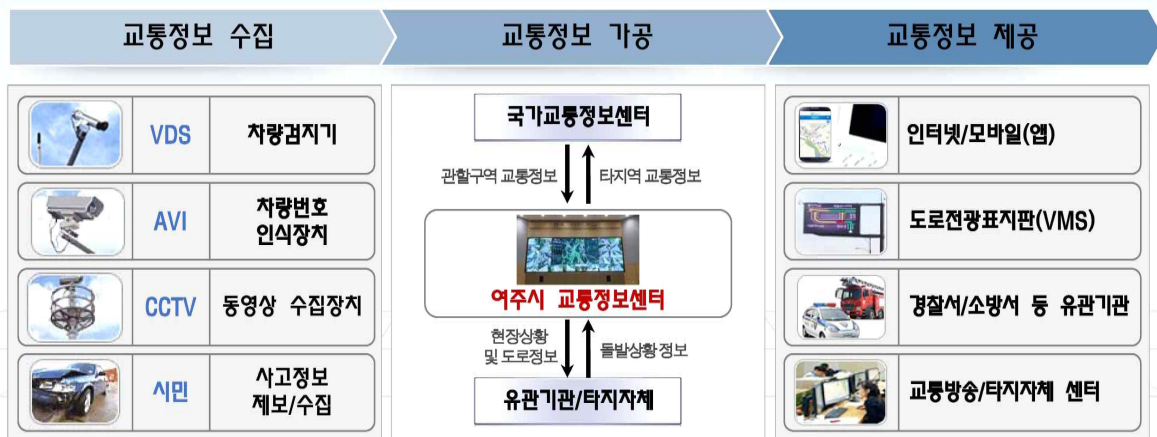 교통정보 수집
교통정보 가공
교통정보 제공
VDS
차량검지기
AVI
차량번호
인식장치
CCTV
동영상 수집장치
시민
사고정보
제보/수집
국가교통정보센터
관할구역 교통정보
타지역 교통정보
여주시 교통정보센터
현장상황
및 도로정보
돌발상황 정보
유관기관/타지자체
인터넷/모바일(앱)
도로전광표지판(VMS)
경찰서/소방서 등 유관기관
교통방송/타지자체 센터